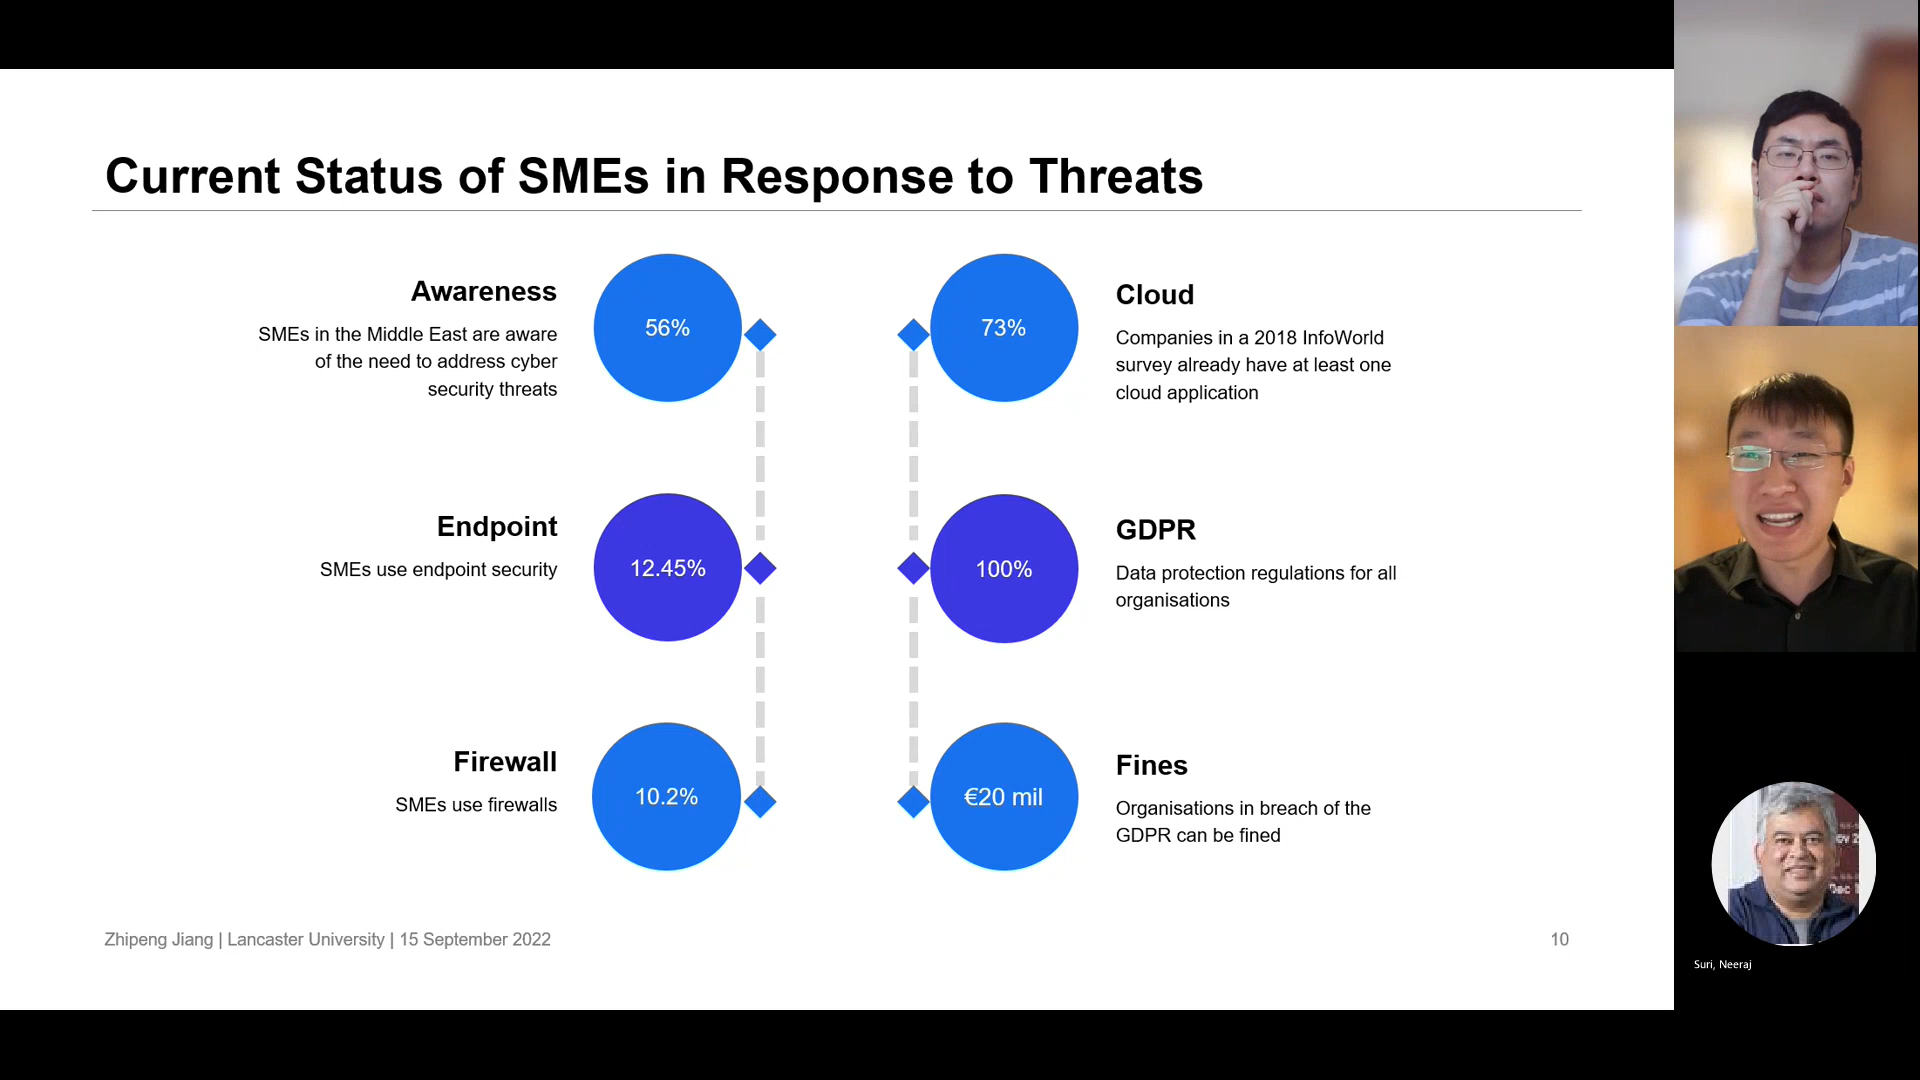 Current Status of SMEs in Response to Threats
Awareness
SMEs in the Middle East are aware
of the need to address cyber
security threats
56%
Endpoint
SMEs use endpoint security
12.45%
Firewall
SMEs use firewalls
10.2%
73%
Cloud
Companies in a 2018 InfoWorld
survey already have at least one
cloud application
100%
GDPR
Data protection regulations for all
organisations
€20 mil
Fines
Organisations in breach of the
GDPR can be fined
Zhipeng Jiang | Lancaster University | 15 September 2022
10
Suri, Neeraj